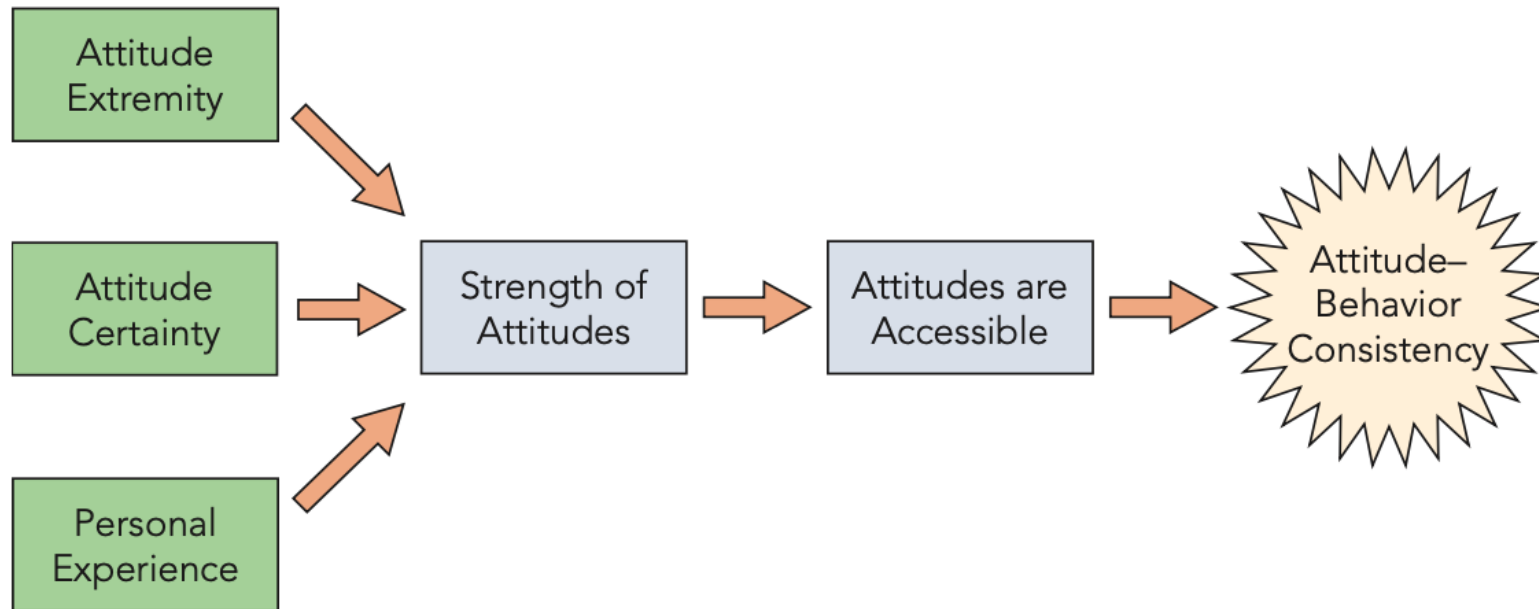 Attitude
Extremity
Attitude
Certainty
Personal
Experience
Strength of
Attitudes
Attitudes are
Accessible
Attitude–
Behavior
Consistency